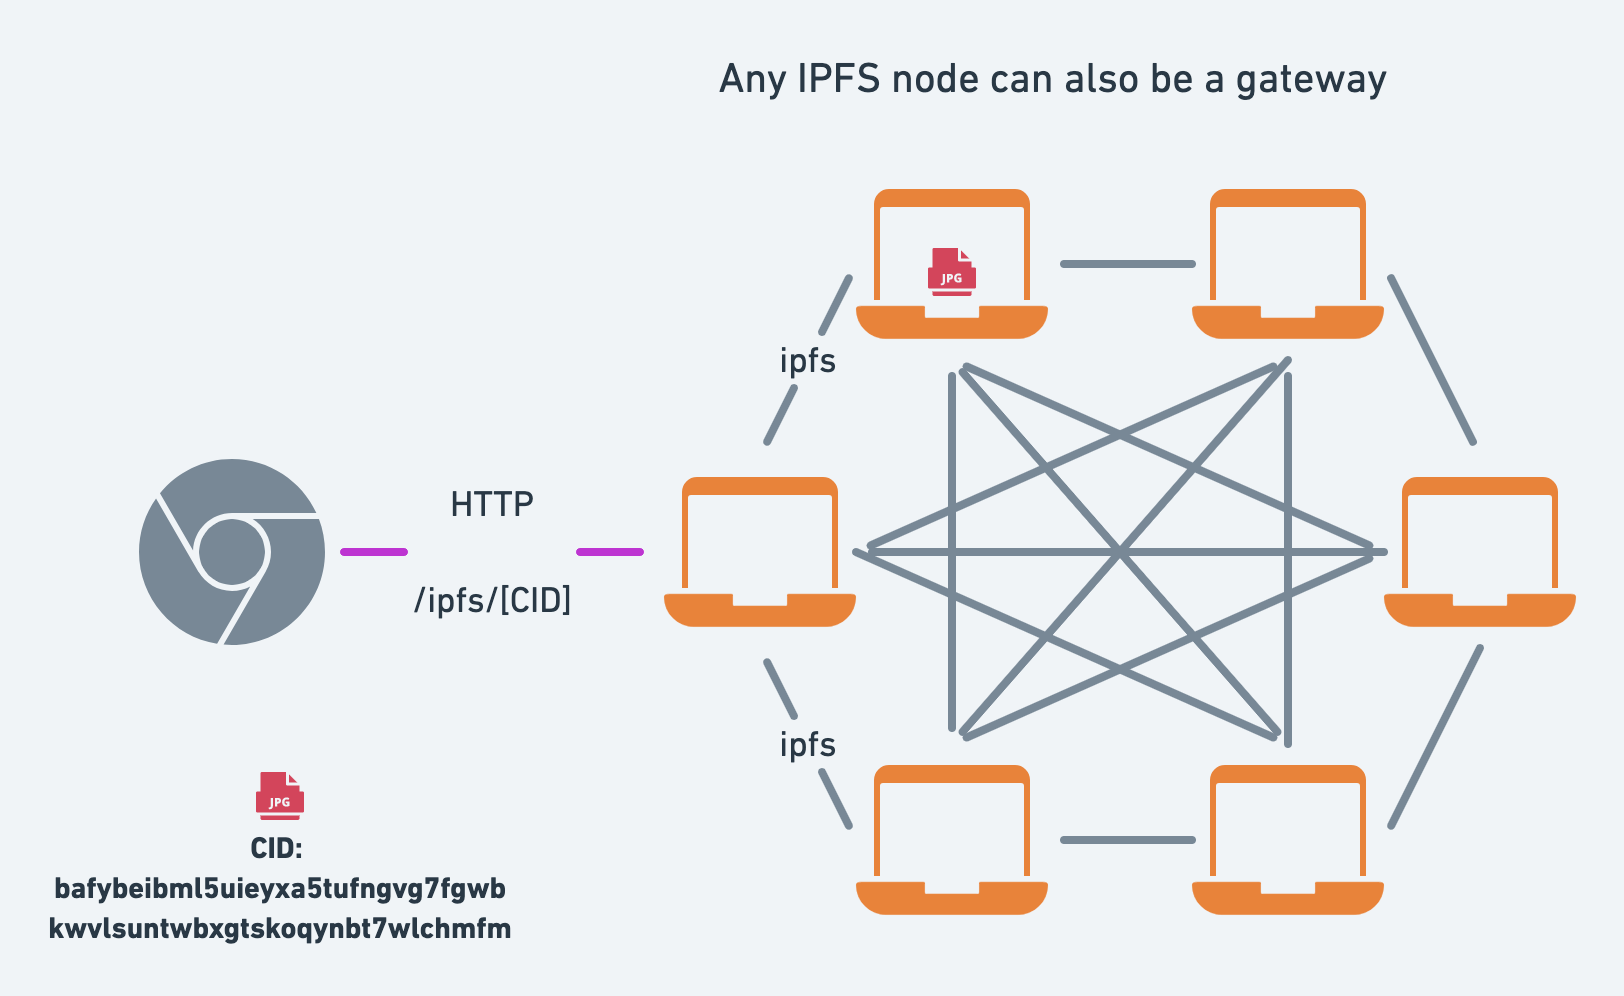 Any IPFS node can also be a gateway
JPG
ipfs
HTTP
/ipfs/[CID]
ipfs
JPG
CID:
bafybeibml5uieyxa5tufngvg7fgwb
kwvlsuntwbxgtskoqynbt7wlchmfm